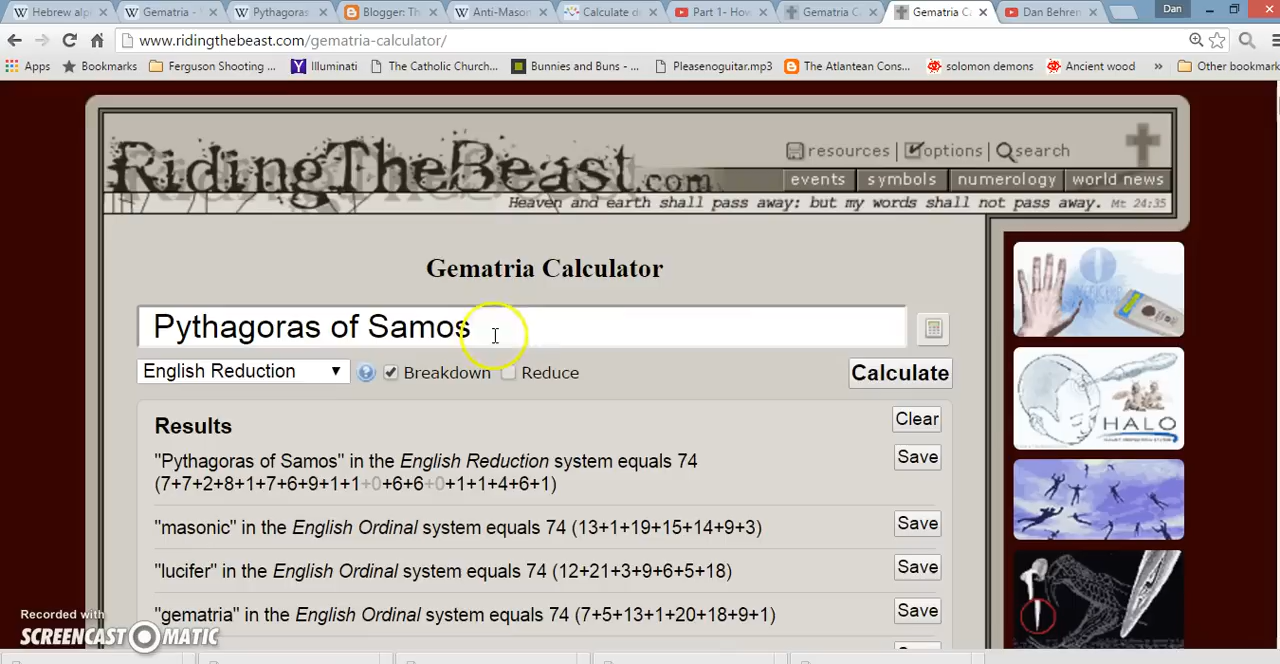 Hebrew alph
Gematria -
Pythagoras
Blogger: Th
Anti-Mason
Calculate d
Part 1- How
Gematria C
Gematria C
Dan Behren
Dan
www.ridingthebeast.com/gematria-calculator/
Apps
Bookmarks
Ferguson Shooting ...
Illuminati
The Catholic Church...
Bunnies and Buns - ...
Pleasenoguitar.mp3
The Atlantean Cons...
solomon demons
Ancient wood
»
Other bookmark
RidingTheBeast.com
resources | options | search
events | symbols | numerology | world news
Heaven and earth shall pass away: but my words shall not pass away. Mt 24:35
Gematria Calculator
Pythagoras of Samos
English Reduction
Breakdown
Reduce
Calculate
Results
Clear
"Pythagoras of Samos" in the English Reduction system equals 74
(7+7+2+8+1+7+6+9+1+1+0+6+6+0+1+1+4+6+1)
Save
"masonic" in the English Ordinal system equals 74 (13+1+19+15+14+9+3)
Save
"lucifer" in the English Ordinal system equals 74 (12+21+3+9+6+5+18)
Save
"gematria" in the English Ordinal system equals 74 (7+5+13+1+20+18+9+1)
Save
HALO
Recorded with
SCREENCAST-O-MATIC